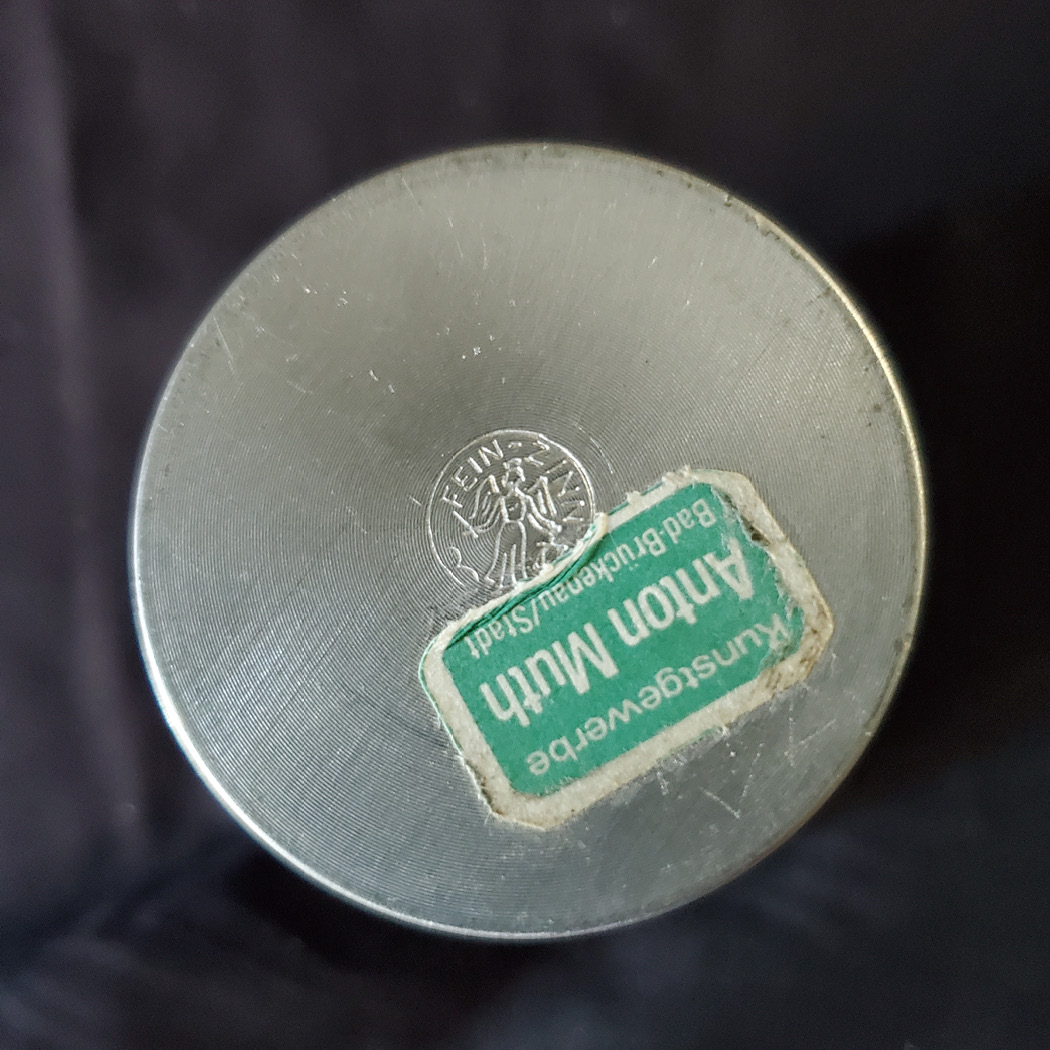 FEIN-ZINN
Kunstgewerbe
Anton Muth
Bad-Brückenau/Stadt